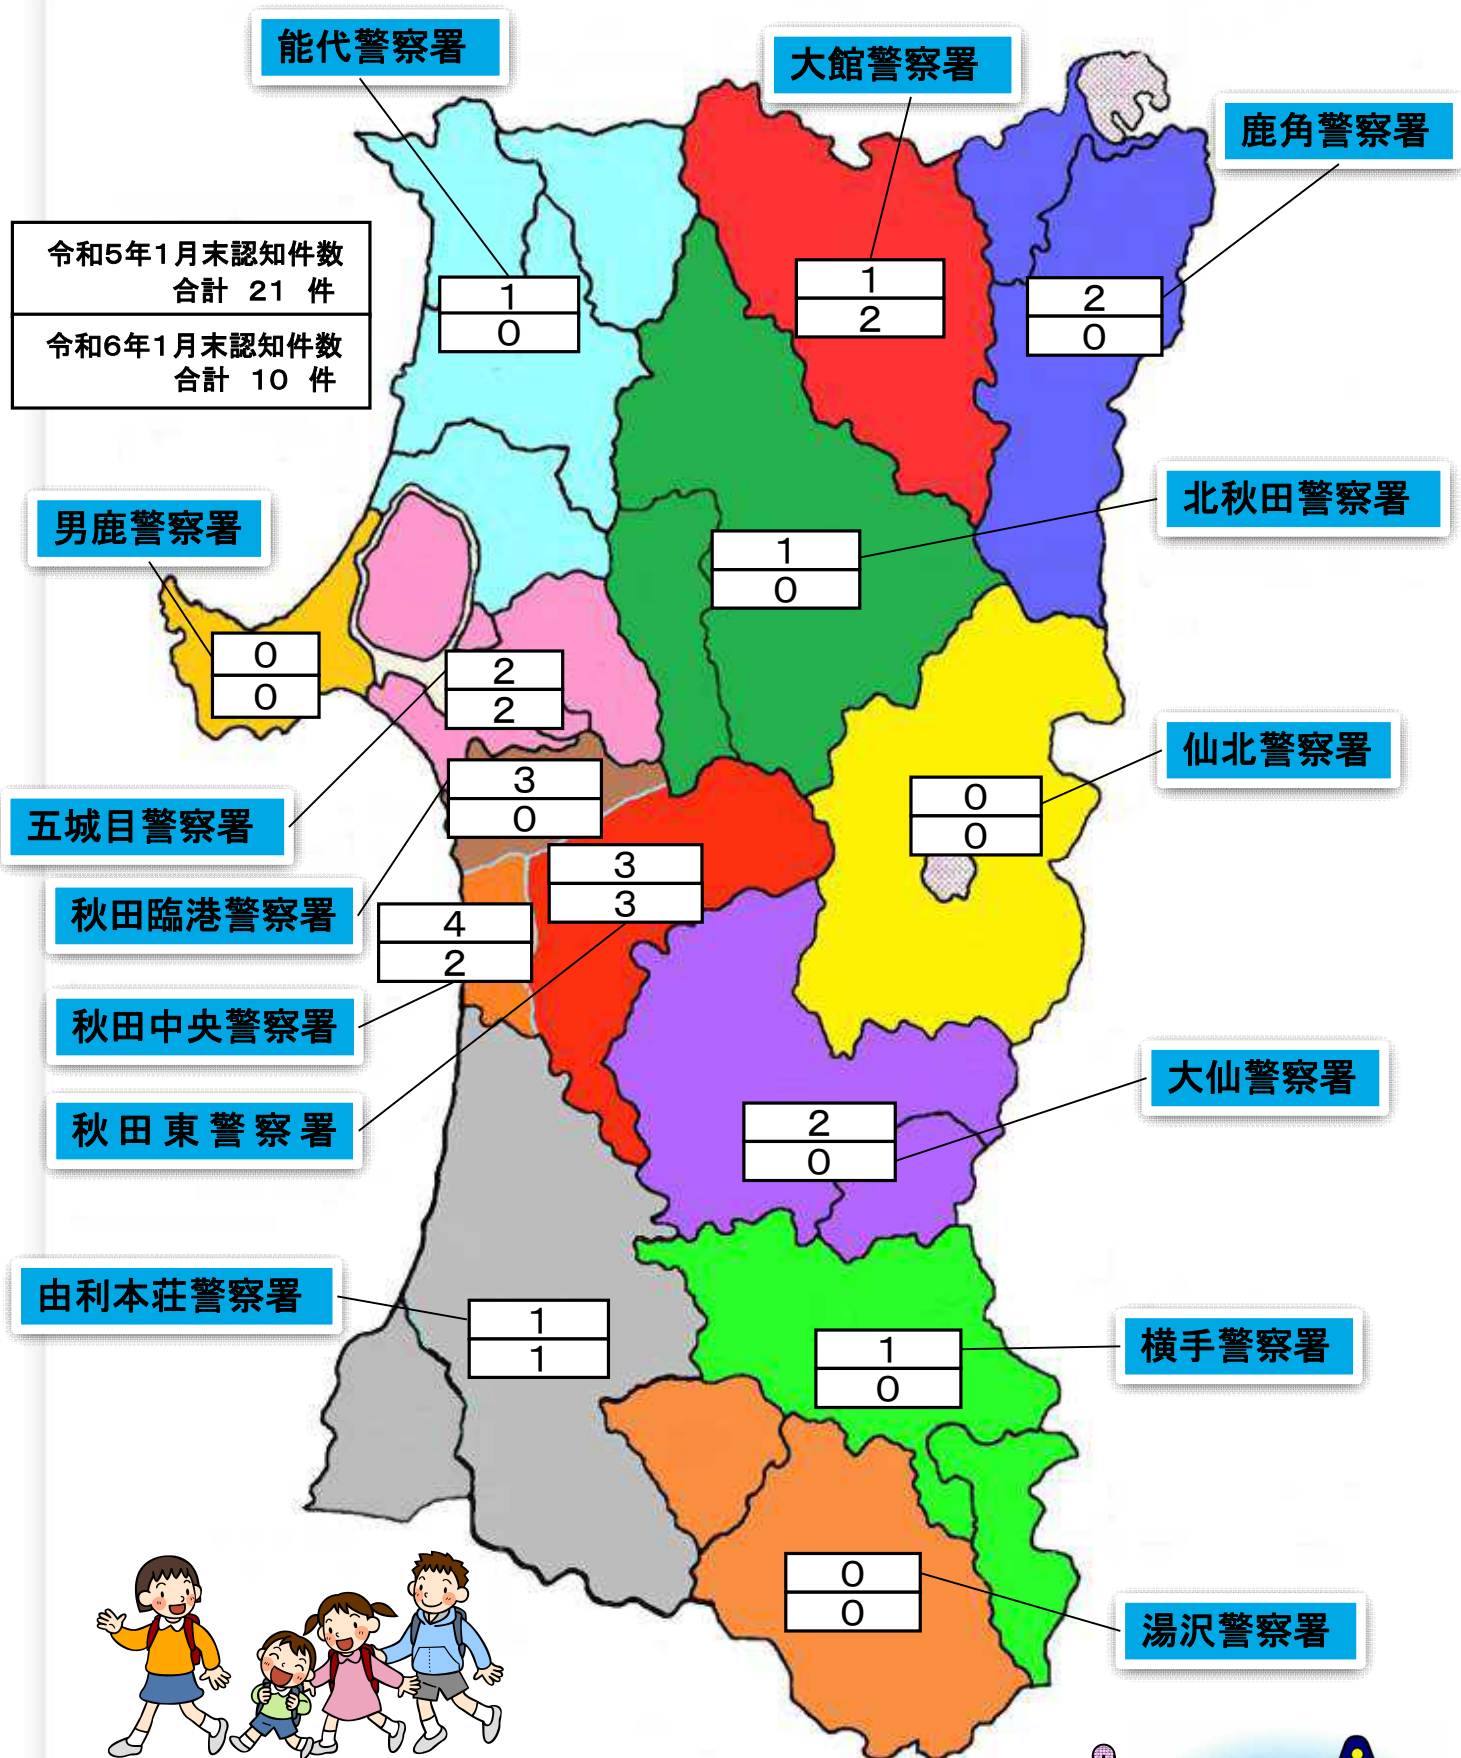 能代警察署
大館警察署
鹿角警察署
令和5年1月末認知件数
合計 21 件
令和6年1月末認知件数
合計 10 件
1
0
1
2
2
0
北秋田警察署
男鹿警察署
1
0
0
0
2
2
仙北警察署
五城目警察署
3
0
0
0
秋田臨港警察署
3
3
4
2
秋田中央警察署
秋田東警察署
大仙警察署
2
0
由利本荘警察署
1
1
横手警察署
1
0
湯沢警察署
0
0